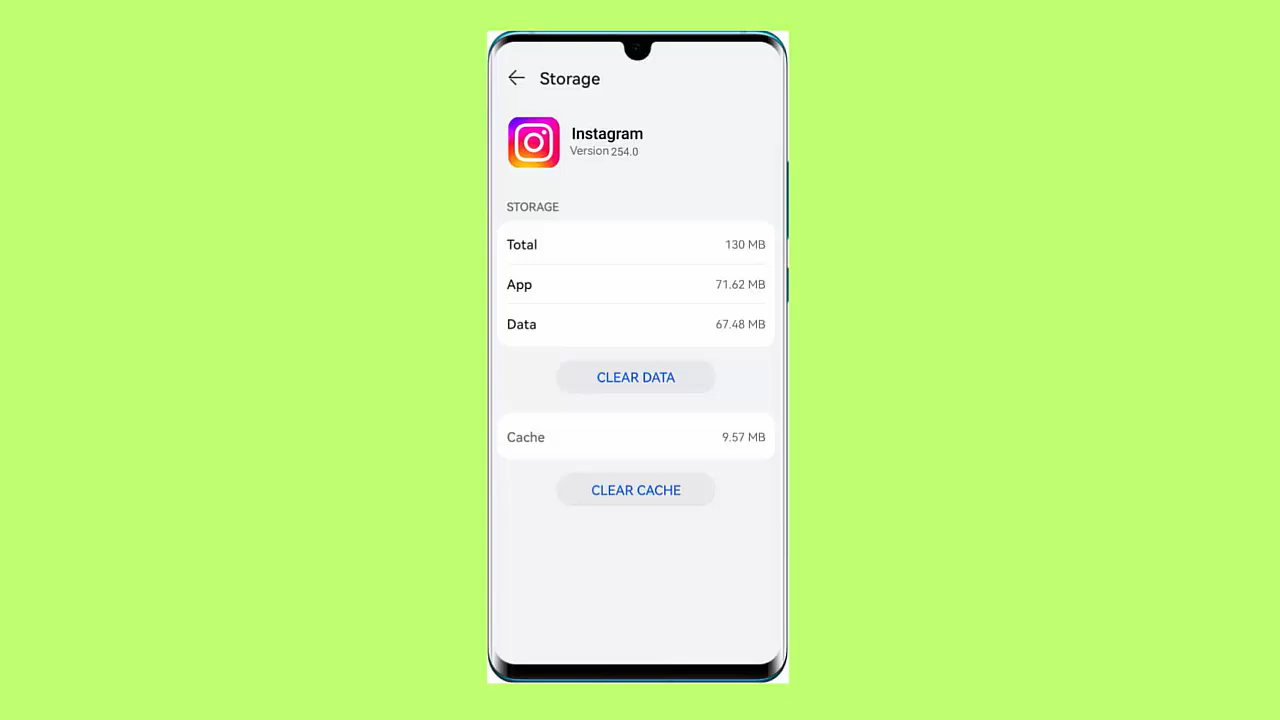 Storage
Instagram
Version 254.0
STORAGE
Total 130 MB
App 71.62 MB
Data 67.48 MB
CLEAR DATA
Cache 9.57 MB
CLEAR CACHE